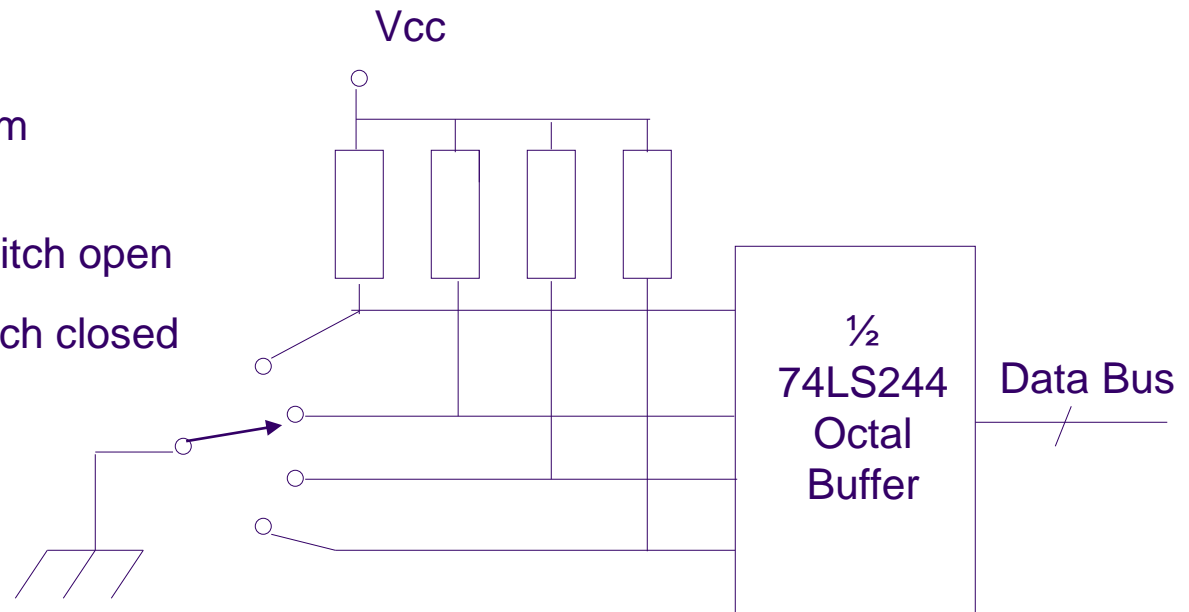 Vcc
m
itch open
ch closed
½
74LS244
Octal
Buffer
Data Bus